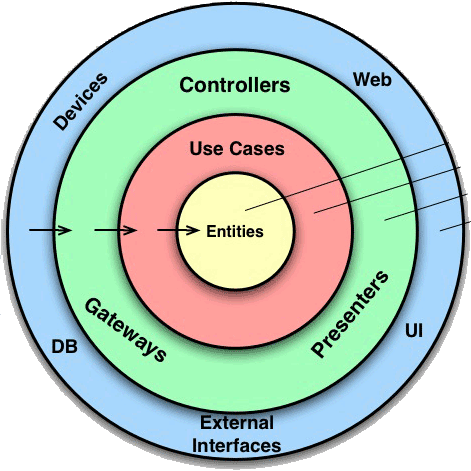 Devices
Controllers
Web
Use Cases
Entities
Gateways
Presenters
DB
UI
External
Interfaces